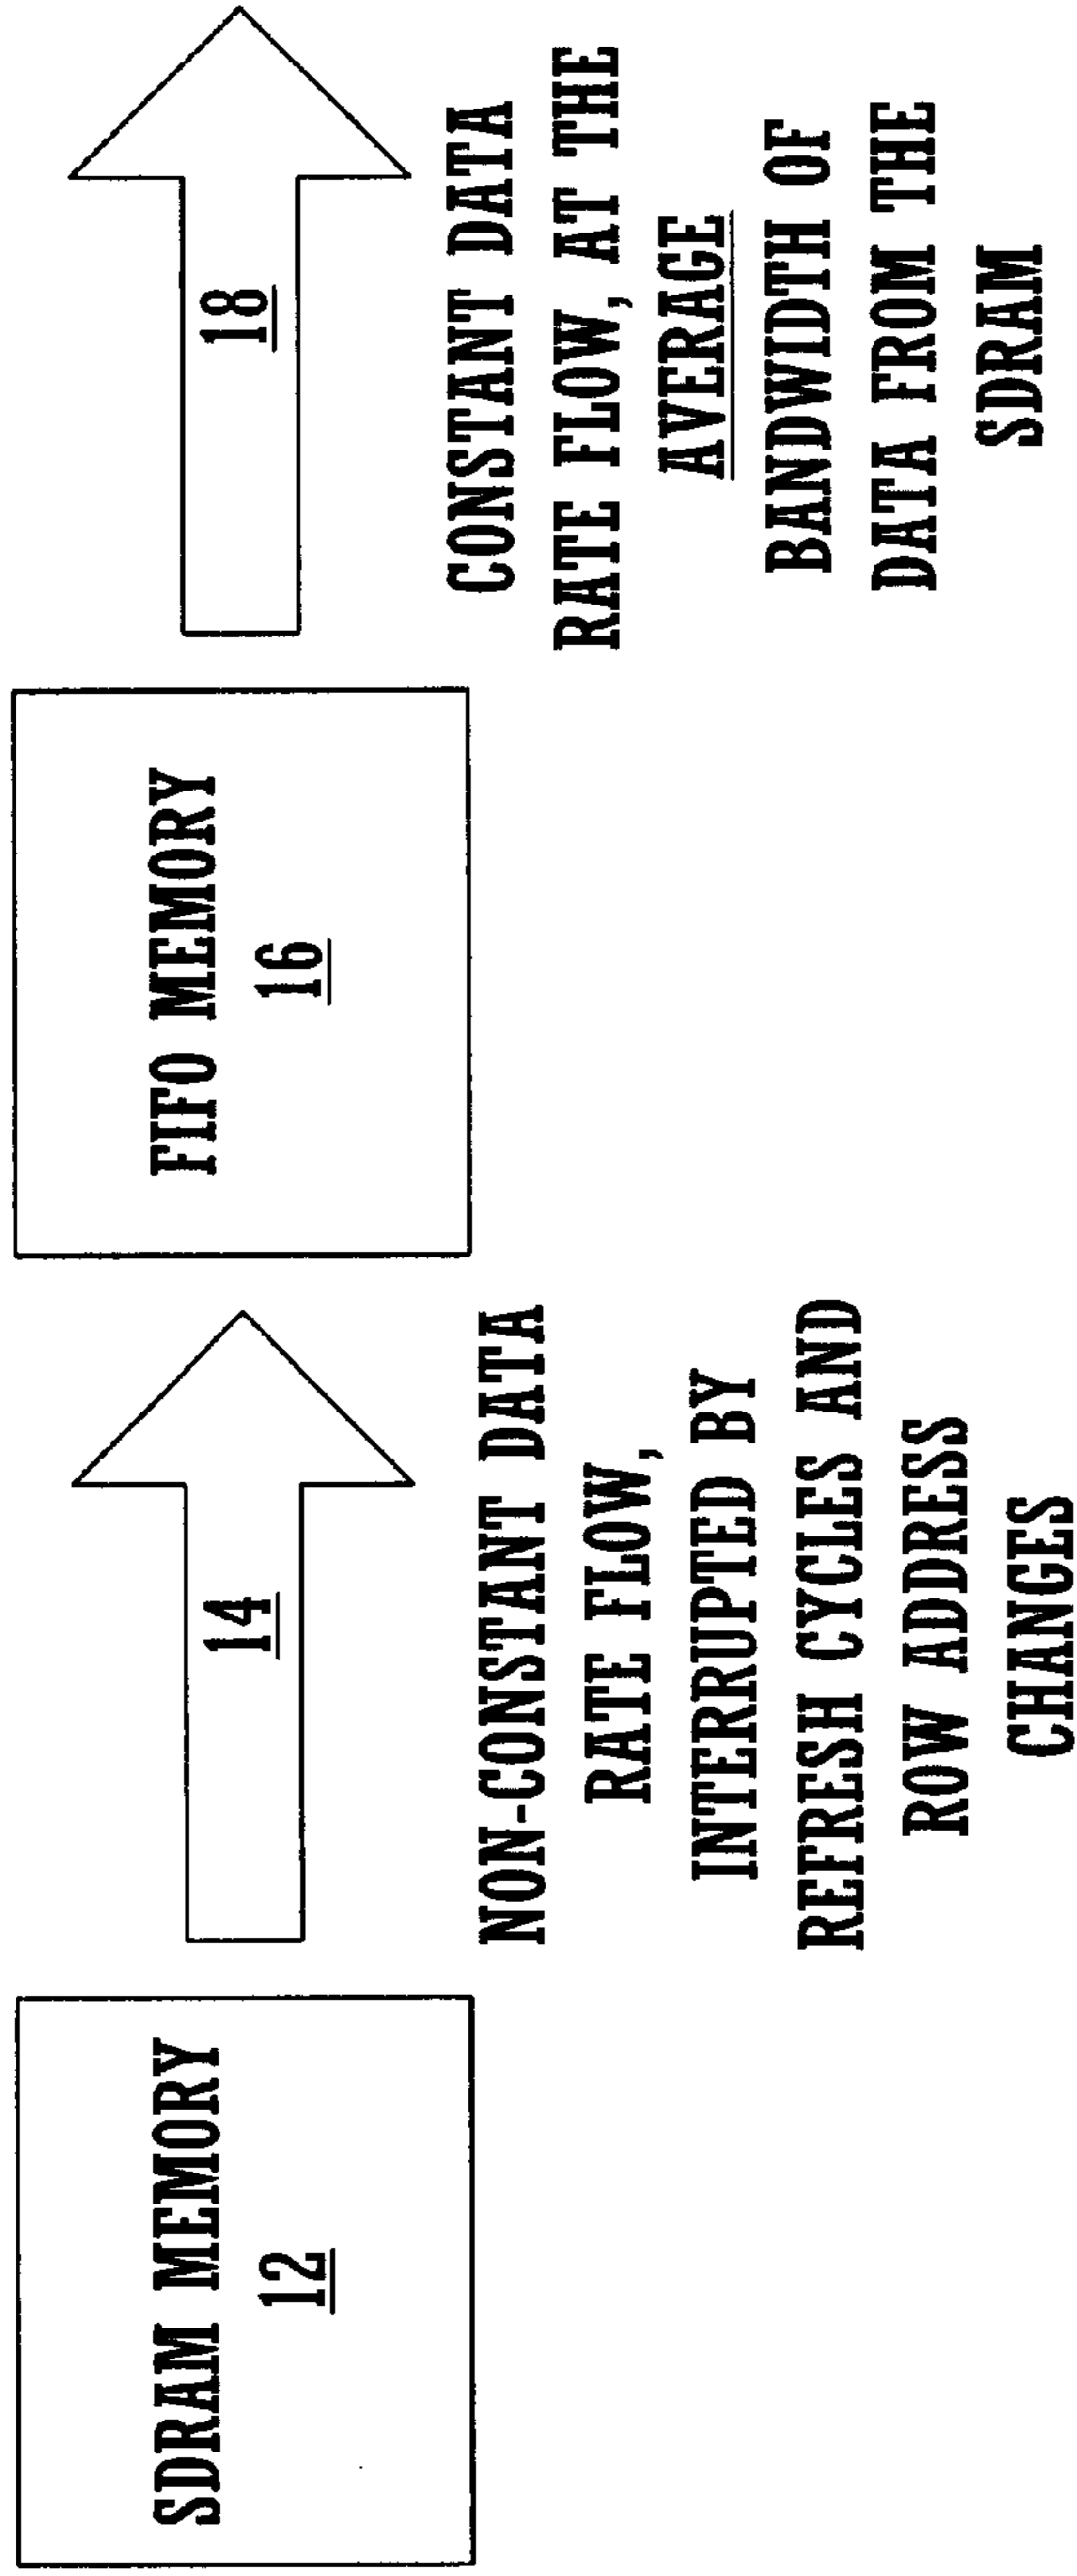 SDRAM MEMORY
12
14
NON-CONSTANT DATA
RATE FLOW,
INTERRUPTED BY
REFRESH CYCLES AND
ROW ADDRESS
CHANGES
FIFO MEMORY
16
18
CONSTANT DATA
RATE FLOW, AT THE
AVERAGE
BANDWIDTH OF
DATA FROM THE
SDRAM